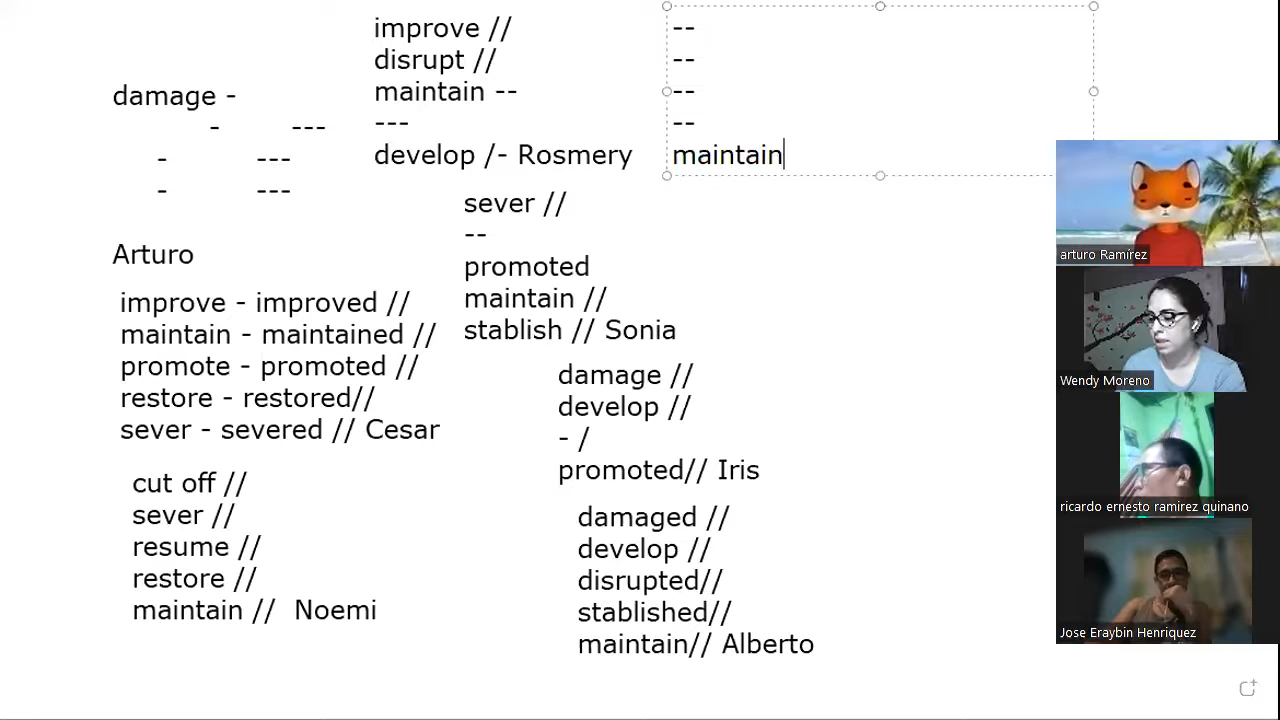 damage -
-
---
-
---
-
---
Arturo
improve - improved //
maintain - maintained //
promote - promoted //
restore - restored//
sever - severed // Cesar
cut off //
sever //
resume //
restore //
maintain // Noemi
improve //
disrupt //
maintain --
---
develop /- Rosmery
sever //
--
promoted
maintain //
stablish // Sonia
damage //
develop //
- /
promoted// Iris
damaged //
develop //
disrupted//
stablished//
maintain// Alberto
--
--
--
--
maintain
arturo Ramírez
Wendy Moreno
ricardo ernesto ramirez quinano
Jose Eraybin Henriquez